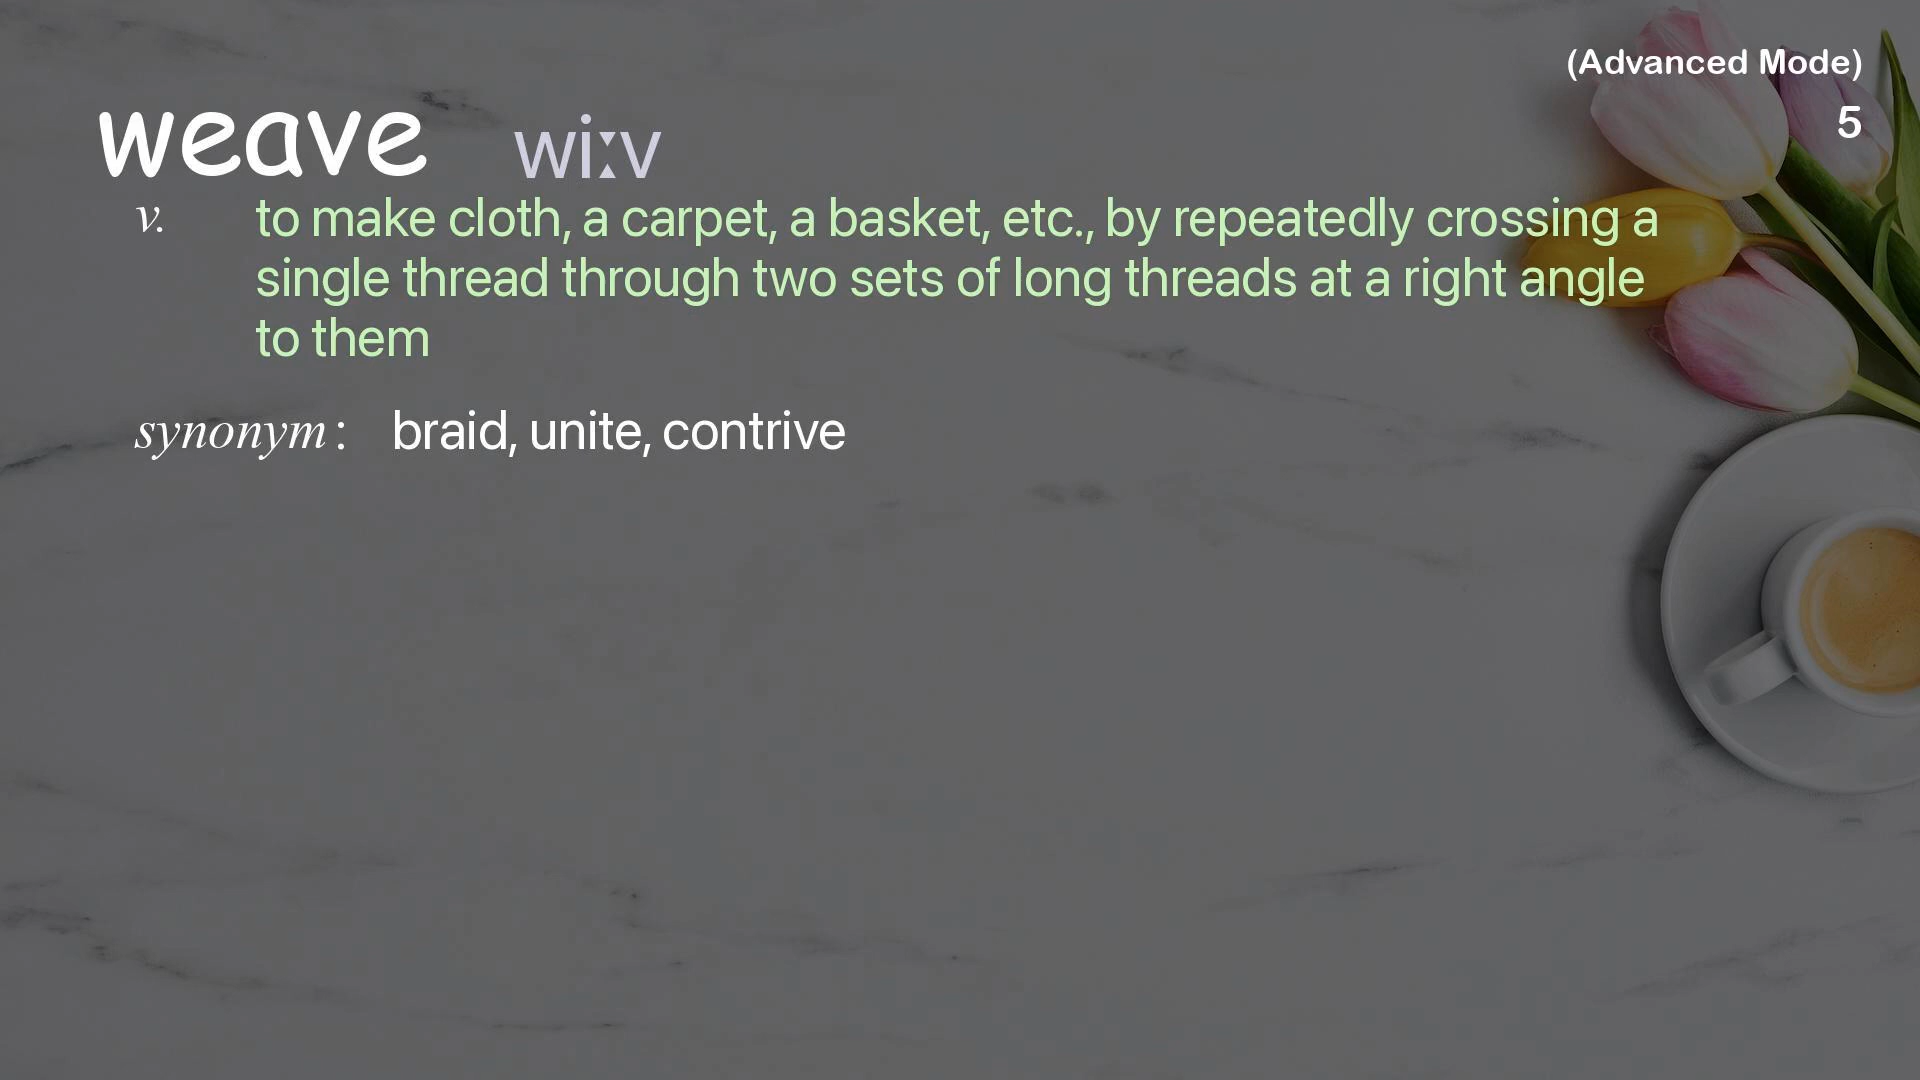 (Advanced Mode)
5
weave wi:v
v. to make cloth, a carpet, a basket, etc., by repeatedly crossing a
single thread through two sets of long threads at a right angle
to them
synonym: braid, unite, contrive